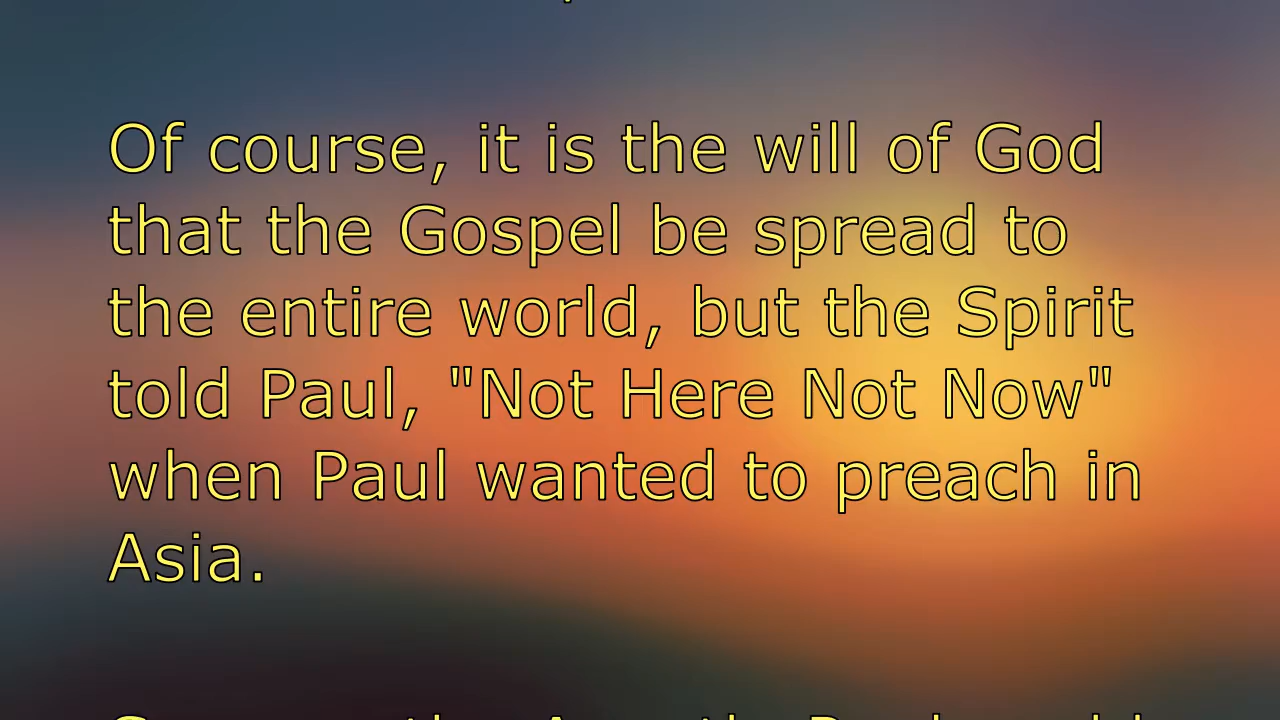 Of course, it is the will of God
that the Gospel be spread to
the entire world, but the Spirit
told Paul, "Not Here Not Now"
when Paul wanted to preach in
Asia.